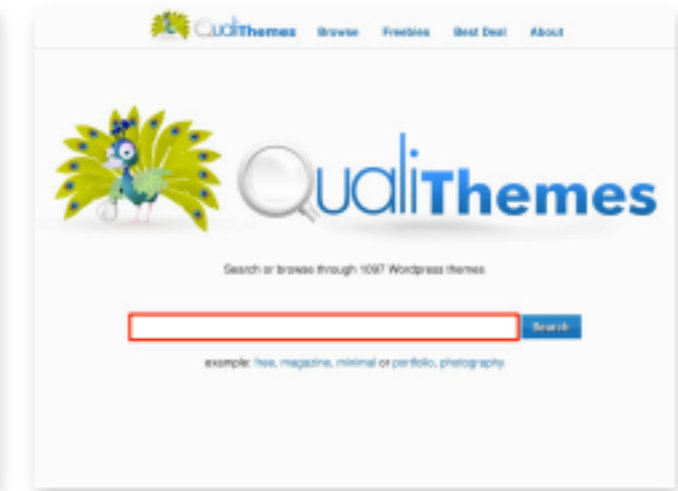 QualiThemes Browse Freebies Best Deal About
QualiThemes
Search or browse through 1097 Wordpress themes
Search
example: free, magazine, minimal or portfolio, photography